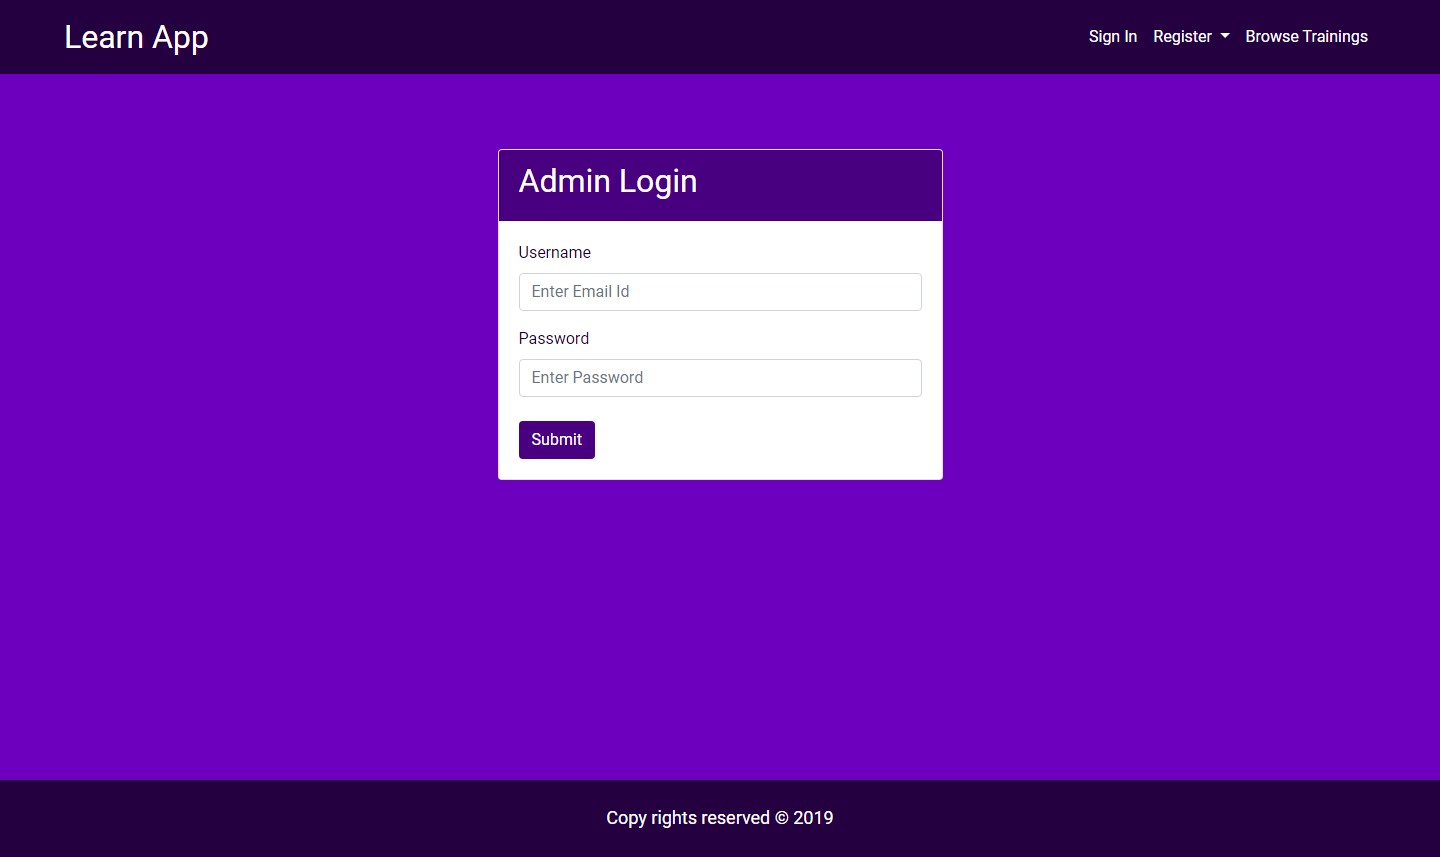 Learn App
Sign In Register Browse Trainings
Admin Login
Username
Enter Email Id
Password
Enter Password
Submit
Copy rights reserved © 2019